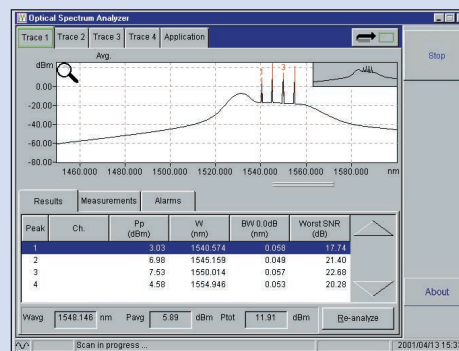 Optical Spectrum Analyzer
Trace 1 Trace 2 Trace 3 Trace 4 Application
Stop
Avg.
dBm
0.00
-20.00
-40.00
-60.00
-80.00
1 3
1460.000 1480.000 1500.000 1520.000 1540.000 1560.000 1580.000 nm
Results Measurements Alarms
Peak Ch. Pp (dBm) W (nm) BW 0.0dB (nm) Worst SNR (dB)
1 3.03 1540.574 0.058 17.74
2 6.98 1545.159 0.049 21.40
3 7.53 1550.014 0.057 22.68
4 4.58 1554.946 0.053 20.28
About
Wavg 1548.146 nm Pavg 5.89 dBm Ptot 11.91 dBm Re-analyze
Scan in progress ... 2001/04/13 15:3